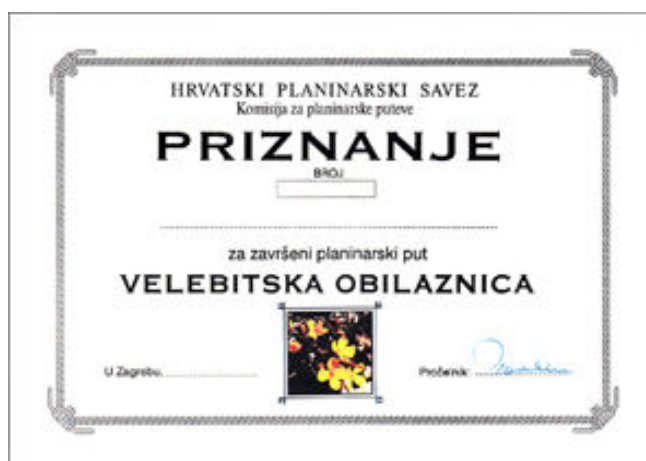 HRVATSKI PLANINARSKI SAVEZ
Komisija za planinarske puteve
PRIZNANJE
BROJ
za završeni planinarski put
VELEBITSKA OBILAZNICA
U Zagrebu, Pročelnik: